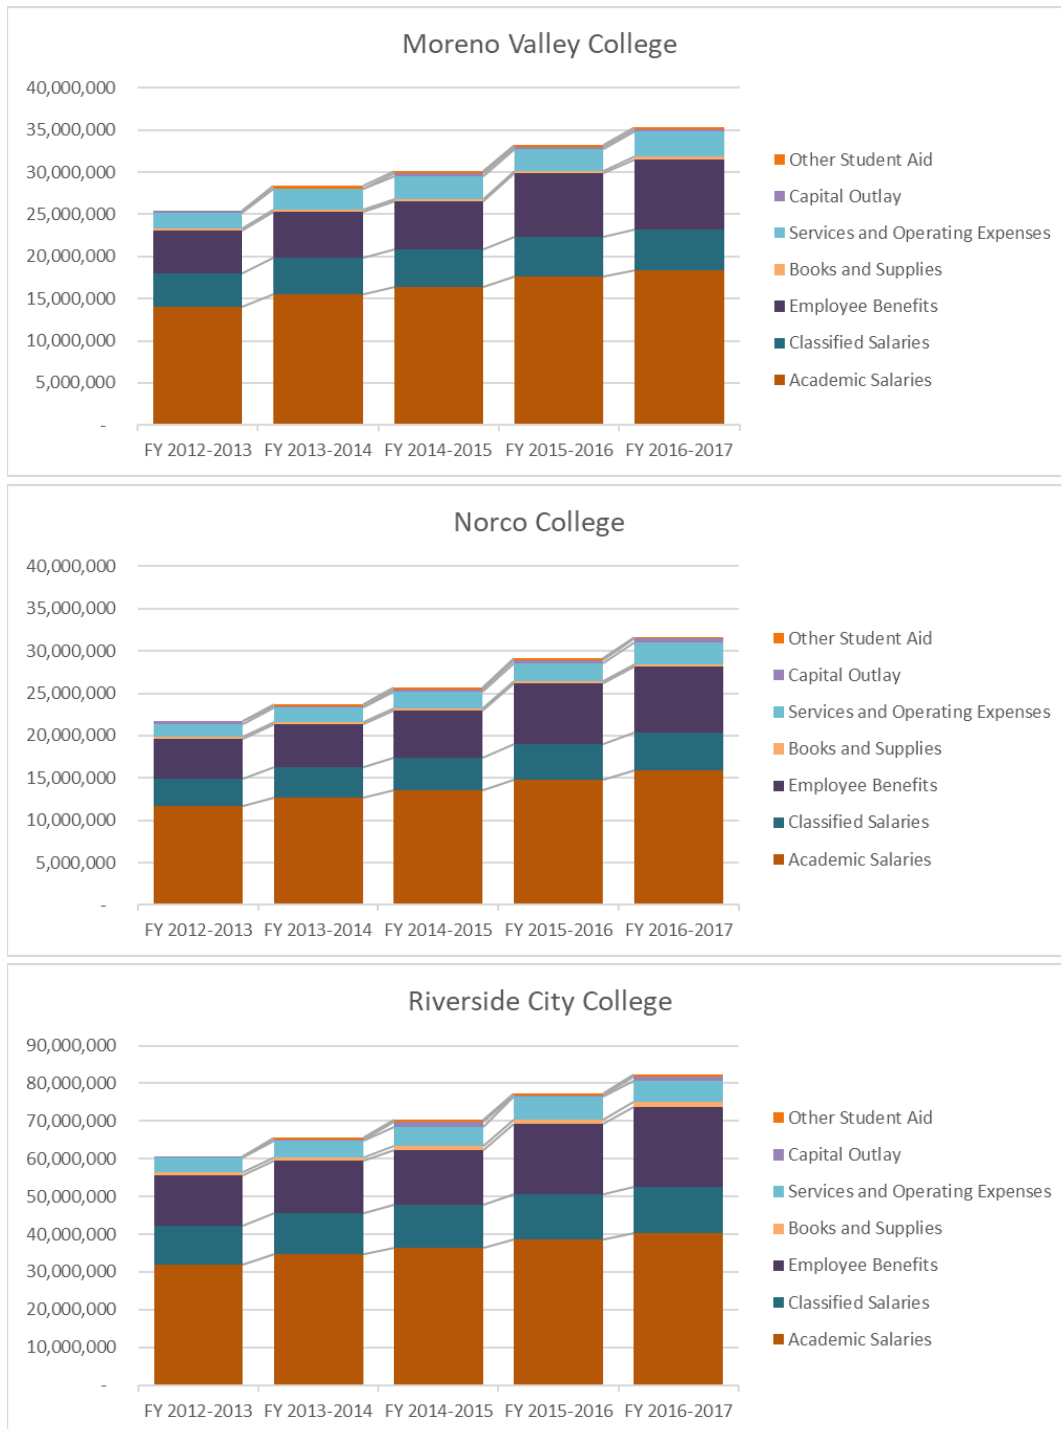 Moreno Valley College
40,000,000
35,000,000
30,000,000
25,000,000
20,000,000
15,000,000
10,000,000
5,000,000
-
FY 2012-2013 FY 2013-2014 FY 2014-2015 FY 2015-2016 FY 2016-2017
Other Student Aid
Capital Outlay
Services and Operating Expenses
Books and Supplies
Employee Benefits
Classified Salaries
Academic Salaries
Norco College
40,000,000
35,000,000
30,000,000
25,000,000
20,000,000
15,000,000
10,000,000
5,000,000
-
FY 2012-2013 FY 2013-2014 FY 2014-2015 FY 2015-2016 FY 2016-2017
Other Student Aid
Capital Outlay
Services and Operating Expenses
Books and Supplies
Employee Benefits
Classified Salaries
Academic Salaries
Riverside City College
90,000,000
80,000,000
70,000,000
60,000,000
50,000,000
40,000,000
30,000,000
20,000,000
10,000,000
-
FY 2012-2013 FY 2013-2014 FY 2014-2015 FY 2015-2016 FY 2016-2017
Other Student Aid
Capital Outlay
Services and Operating Expenses
Books and Supplies
Employee Benefits
Classified Salaries
Academic Salaries